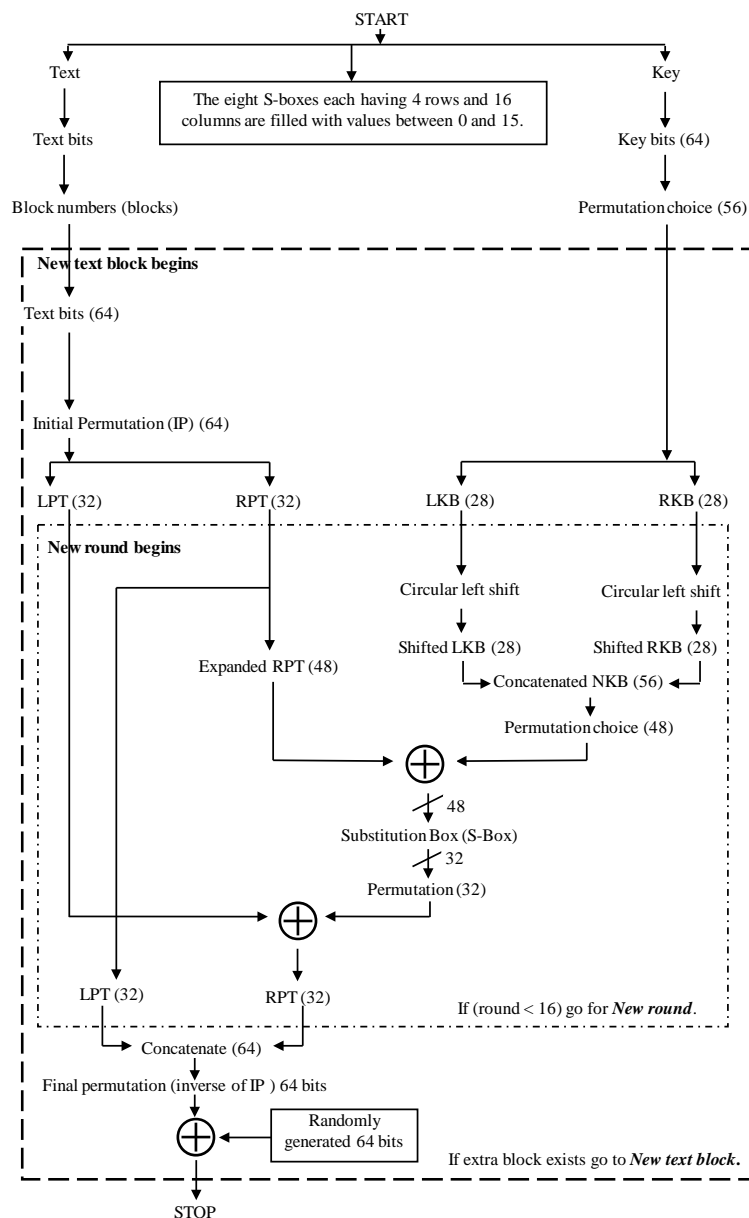 START
Text
Key
The eight S-boxes each having 4 rows and 16
columns are filled with values between 0 and 15.
Text bits
Key bits (64)
Block numbers (blocks)
Permutation choice (56)
New text block begins
Text bits (64)
Initial Permutation (IP) (64)
LPT (32)
RPT (32)
LKB (28)
RKB (28)
New round begins
Circular left shift
Circular left shift
Shifted LKB (28)
Shifted RKB (28)
Expanded RPT (48)
Concatenated NKB (56)
Permutation choice (48)
48
Substitution Box (S-Box)
32
Permutation (32)
LPT (32)
RPT (32)
If (round < 16) go for New round.
Concatenate (64)
Final permutation (inverse of IP ) 64 bits
Randomly
generated 64 bits
If extra block exists go to New text block.
STOP